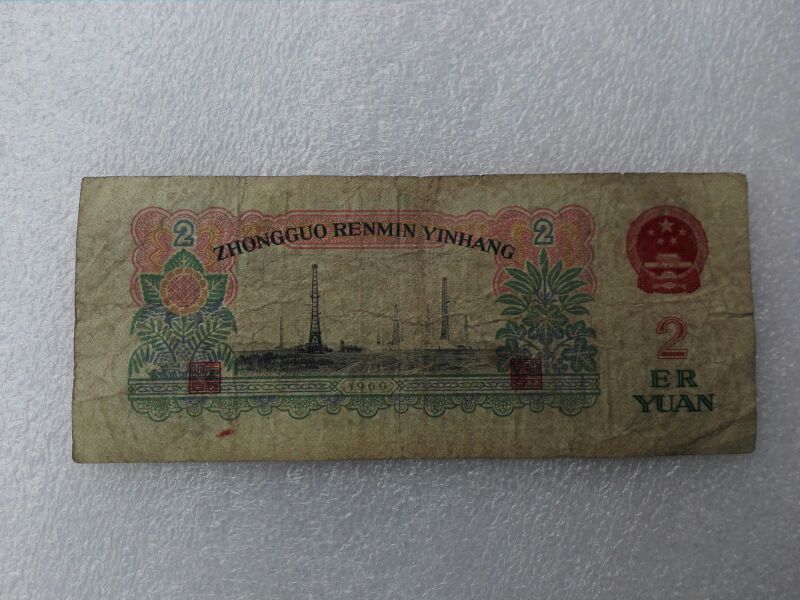 2
2
ZHONGGUO RENMIN YINHANG
2
ER
YUAN
1960